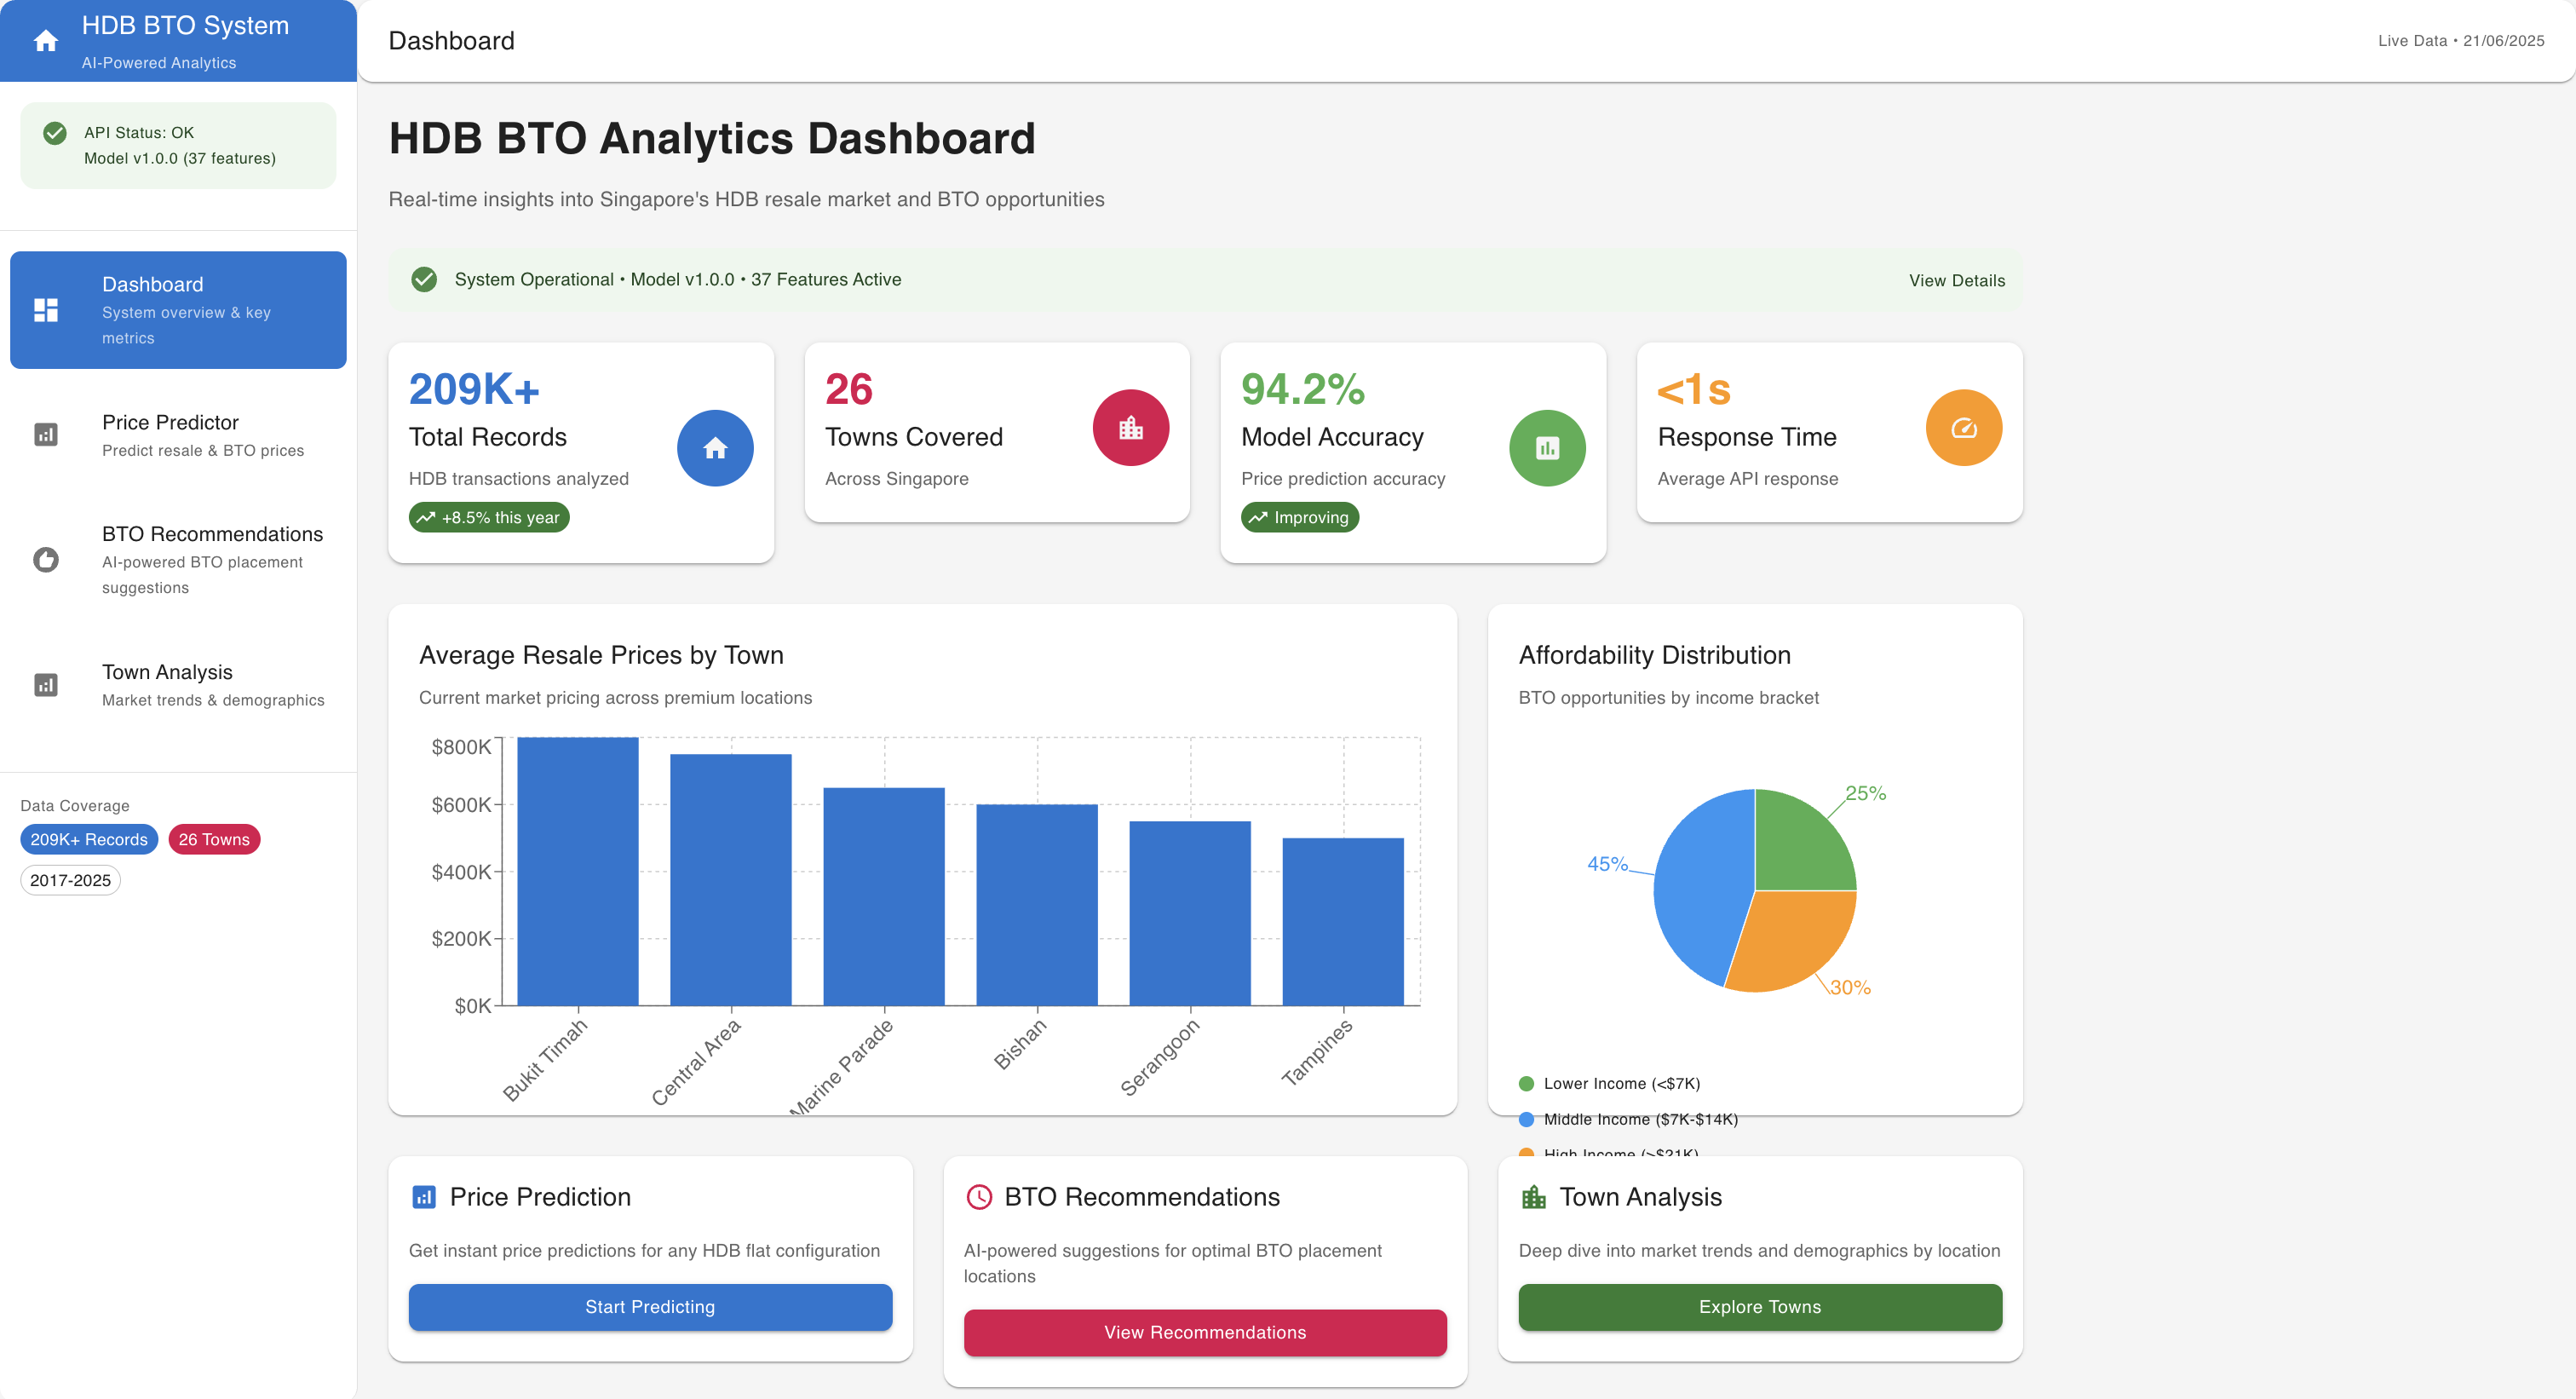 HDB BTO System
AI-Powered Analytics
API Status: OK
Model v1.0.0 (37 features)
Dashboard
System overview & key
metrics
Price Predictor
Predict resale & BTO prices
BTO Recommendations
AI-powered BTO placement
suggestions
Town Analysis
Market trends & demographics
Data Coverage
209K+ Records
26 Towns
2017-2025
Dashboard
Live Data • 21/06/2025
HDB BTO Analytics Dashboard
Real-time insights into Singapore's HDB resale market and BTO opportunities
System Operational • Model v1.0.0 • 37 Features Active
View Details
209K+
Total Records
HDB transactions analyzed
+8.5% this year
26
Towns Covered
Across Singapore
94.2%
Model Accuracy
Price prediction accuracy
Improving
<1s
Response Time
Average API response
Average Resale Prices by Town
Current market pricing across premium locations
$800K
$600K
$400K
$200K
$0K
Bukit Timah
Central Area
Marine Parade
Bishan
Serangoon
Tampines
Affordability Distribution
BTO opportunities by income bracket
25%
45%
30%
Lower Income (<$7K)
Middle Income ($7K-$14K)
High Income (>$21K)
Price Prediction
Get instant price predictions for any HDB flat configuration
Start Predicting
BTO Recommendations
AI-powered suggestions for optimal BTO placement
locations
View Recommendations
Town Analysis
Deep dive into market trends and demographics by location
Explore Towns